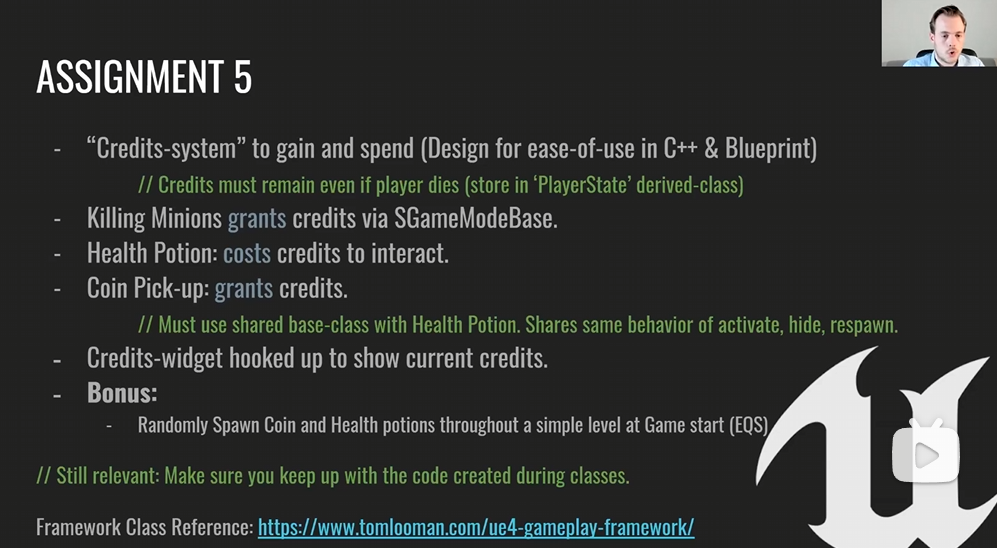 ASSIGNMENT 5
- “Credits-system” to gain and spend (Design for ease-of-use in C++ & Blueprint)
// Credits must remain even if player dies (store in ‘PlayerState’ derived-class)
- Killing Minions grants credits via SGameModeBase.
- Health Potion: costs credits to interact.
- Coin Pick-up: grants credits.
// Must use shared base-class with Health Potion. Shares same behavior of activate, hide, respawn.
- Credits-widget hooked up to show current credits.
- Bonus:
- Randomly Spawn Coin and Health potions throughout a simple level at Game start (EQS)
// Still relevant: Make sure you keep up with the code created during classes.
Framework Class Reference: https://www.tomlooman.com/ue4-gameplay-framework/